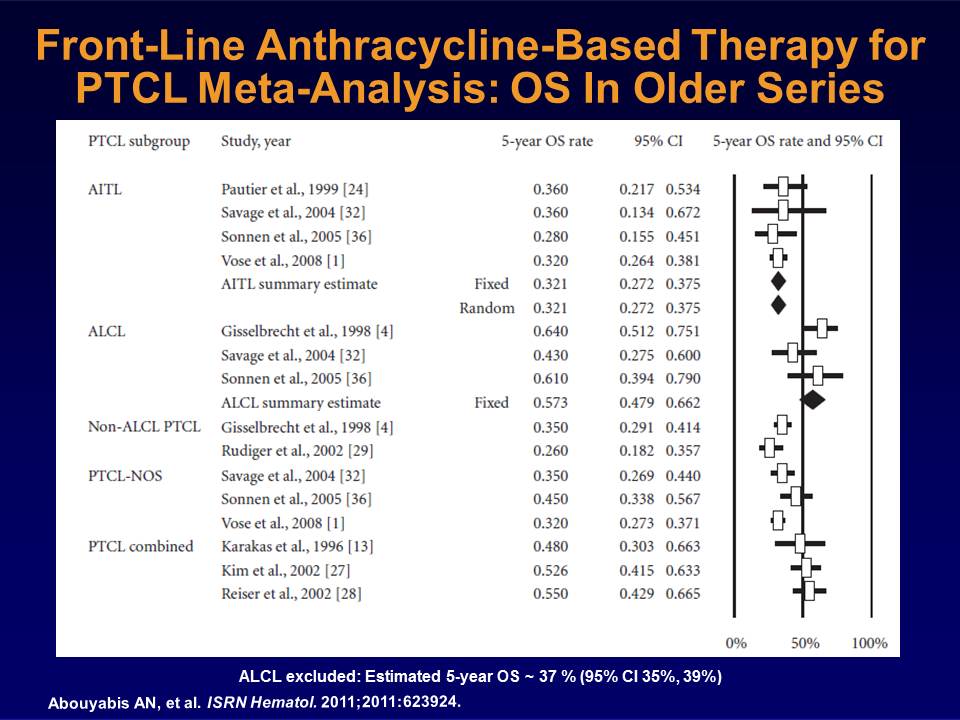 Front-Line Anthracycline-Based Therapy for
PTCL Meta-Analysis: OS In Older Series
PTCL subgroup Study, year 5-year OS rate 95% CI 5-year OS rate and 95% CI
AITL Pautier et al., 1999 [24] 0.360 0.217 0.534
Savage et al., 2004 [32] 0.360 0.134 0.672
Sonnen et al., 2005 [36] 0.280 0.155 0.451
Vose et al., 2008 [1] 0.320 0.264 0.381
AITL summary estimate Fixed 0.321 0.272 0.375
Random 0.321 0.272 0.375
ALCL Gisselbrecht et al., 1998 [4] 0.640 0.512 0.751
Savage et al., 2004 [32] 0.430 0.275 0.600
Sonnen et al., 2005 [36] 0.610 0.394 0.790
ALCL summary estimate Fixed 0.573 0.479 0.662
Non-ALCL PTCL Gisselbrecht et al., 1998 [4] 0.350 0.291 0.414
Rudiger et al., 2002 [29] 0.260 0.182 0.357
PTCL-NOS Savage et al., 2004 [32] 0.350 0.269 0.440
Sonnen et al., 2005 [36] 0.450 0.338 0.567
Vose et al., 2008 [1] 0.320 0.273 0.371
PTCL combined Karakas et al., 1996 [13] 0.480 0.303 0.663
Kim et al., 2002 [27] 0.526 0.415 0.633
Reiser et al., 2002 [28] 0.550 0.429 0.665
0% 50% 100%
ALCL excluded: Estimated 5-year OS ~ 37 % (95% CI 35%, 39%)
Abouyabis AN, et al. ISRN Hematol. 2011;2011:623924.